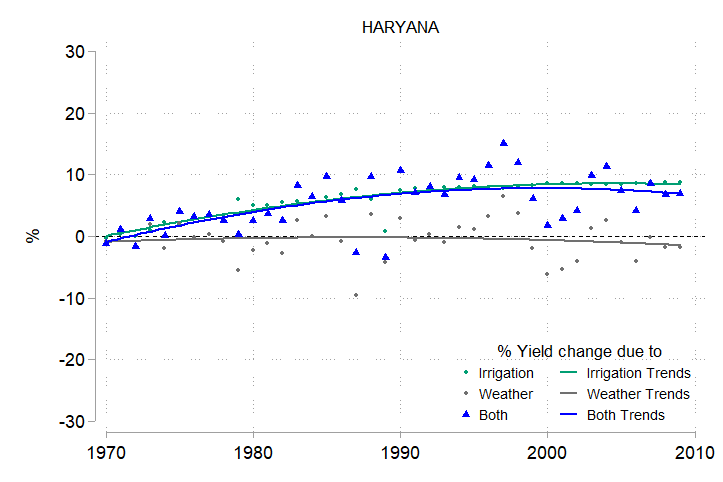 HARYANA
30
20
10
0
-10
-20
-30
%
% Yield change due to
Irrigation Irrigation Trends
Weather Weather Trends
Both Both Trends
1970 1980 1990 2000 2010